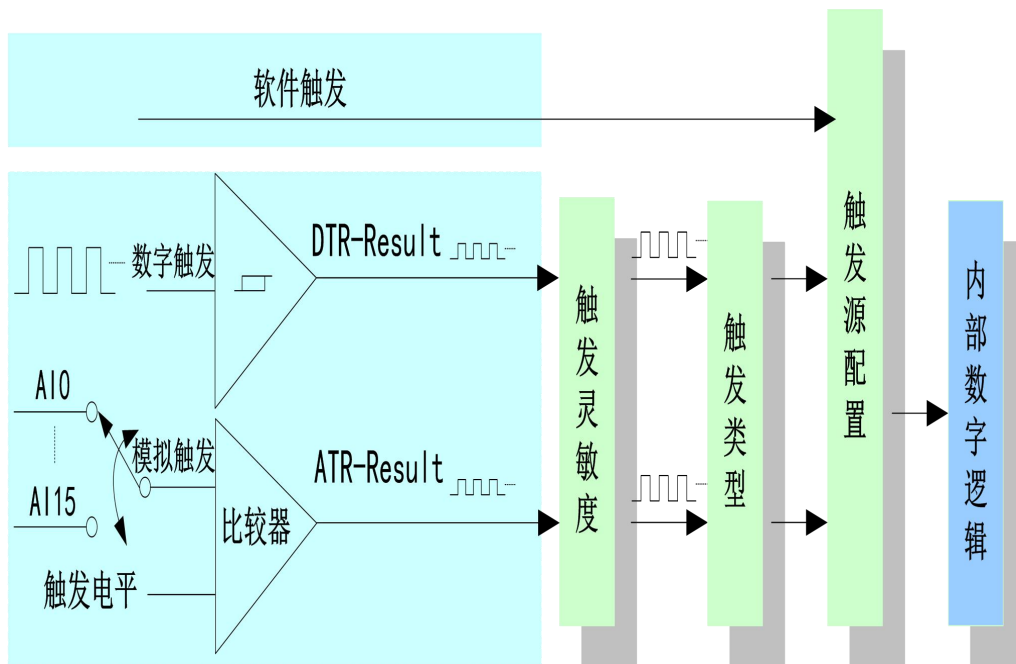 软件触发
数字触发
DTR-Result
AI0
AI15
模拟触发
触发电平
比较器
ATR-Result
触发灵敏度
触发类型
触发源配置
内部数字逻辑